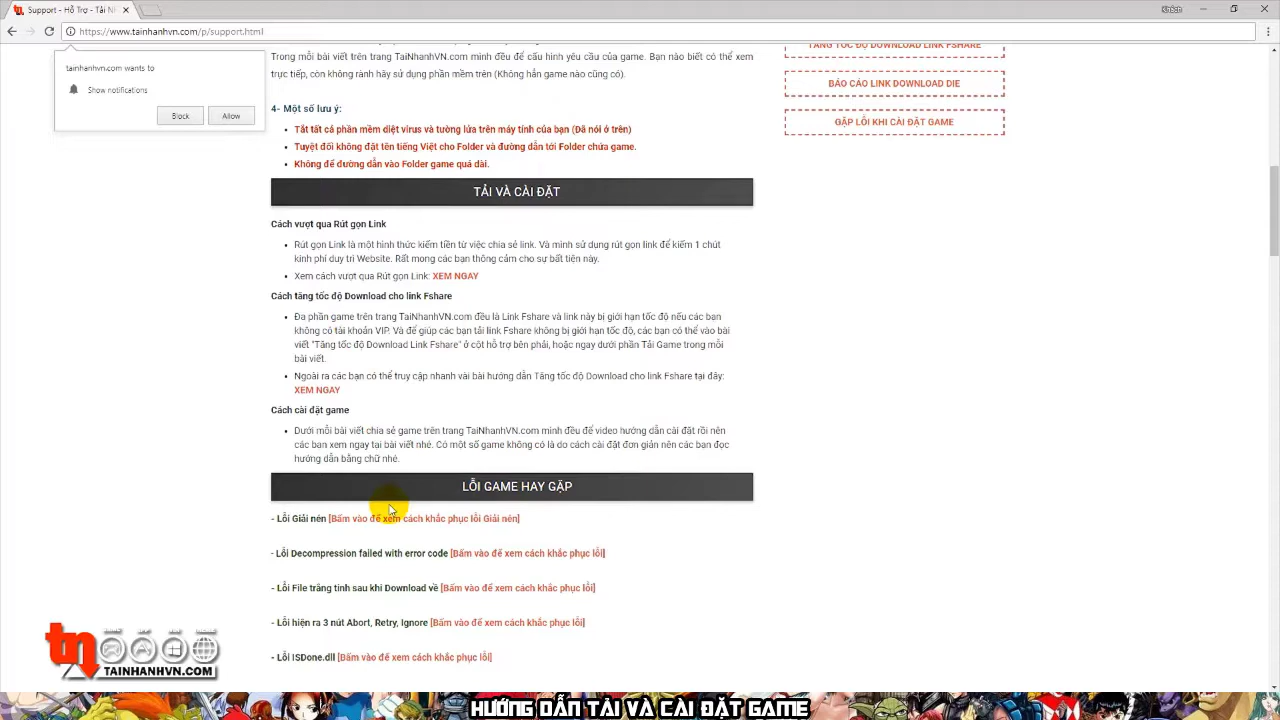 Support - Hỗ Trợ - Tải N
Khách
https://www.tainhanhvn.com/p/support.html
tainhanhvn.com wants to
Show notifications
Block
Allow
Trong mỗi bài viết trên trang TaiNhanhVN.com mình đều để cấu hình yêu cầu của game. Bạn nào biết có thể xem
trực tiếp, còn không rành hãy sử dụng phần mềm trên (Không hẳn game nào cũng có).
4- Một số lưu ý:
Tắt tất cả phần mềm diệt virus và tường lửa trên máy tính của bạn (Đã nói ở trên)
Tuyệt đối không đặt tên tiếng Việt cho Folder và đường dẫn tới Folder chứa game.
Không để đường dẫn vào Folder game quá dài.
TẢI VÀ CÀI ĐẶT
Cách vượt qua Rút gọn Link
Rút gọn Link là một hình thức kiếm tiền từ việc chia sẻ link. Và mình sử dụng rút gọn link để kiếm 1 chút
kinh phí duy trì Website. Rất mong các bạn thông cảm cho sự bất tiện này.
Xem cách vượt qua Rút gọn Link: XEM NGAY
Cách tăng tốc độ Download cho link Fshare
Đa phần game trên trang TaiNhanhVN.com đều là Link Fshare và link này bị giới hạn tốc độ nếu các bạn
không có tải khoản VIP. Và để giúp các bạn tải link Fshare không bị giới hạn tốc độ, các bạn có thể vào bài
viết "Tăng tốc độ Download Link Fshare" ở cột hỗ trợ bên phải, hoặc ngay dưới phần Tải Game trong mỗi
bài viết.
Ngoài ra các bạn có thể truy cập nhanh vài bài hướng dẫn Tăng tốc độ Download cho link Fshare tại đây:
XEM NGAY
Cách cài đặt game
Dưới mỗi bài viết chia sẻ game trên trang TaiNhanhVN.com mình đều để video hướng dẫn cài đặt rồi nên
các bạn xem ngay tại bài viết nhé. Có một số game không có là do cách cài đặt đơn giản nên các bạn đọc
hướng dẫn bằng chữ nhé.
LỖI GAME HAY GẶP
- Lỗi Giải nén [Bấm vào để xem cách khắc phục lỗi Giải nén]
- Lỗi Decompression failed with error code [Bấm vào để xem cách khắc phục lỗi]
- Lỗi File trắng tinh sau khi Download về [Bấm vào để xem cách khắc phục lỗi]
- Lỗi hiện ra 3 nút Abort, Retry, Ignore [Bấm vào để xem cách khắc phục lỗi]
- Lỗi ISDone.dll [Bấm vào để xem cách khắc phục lỗi]
TĂNG TỐC ĐỘ DOWNLOAD LINK FSHARE
BÁO CÁO LINK DOWNLOAD DIE
GẶP LỖI KHI CÀI ĐẶT GAME
tn
TAINHANHVN.COM
HƯỚNG DẪN TẢI VÀ CÀI ĐẶT GAME